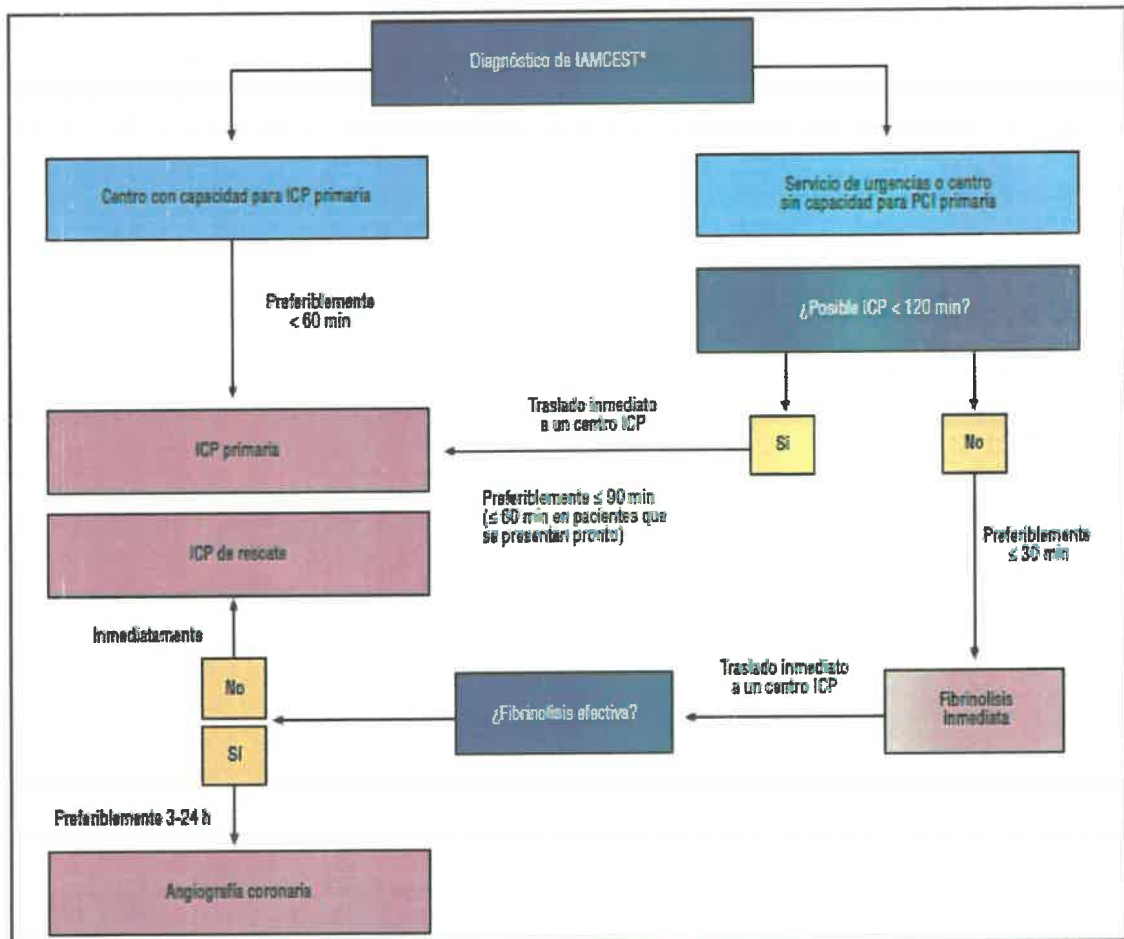 Diagnóstico de IAMCEST*
Centro con capacidad para ICP primaria
Servicio de urgencias o centro
sin capacidad para PCI primaria
Preferiblemente
< 60 min
¿Posible ICP < 120 min?
Traslado inmediato
a un centro ICP
Sí
No
ICP primaria
Preferiblemente ≤ 90 min
(≤ 60 min en pacientes que
se presentan pronto)
Preferiblemente
≤ 30 min
ICP de rescate
Inmediatamente
No
Sí
¿Fibrinolisis efectiva?
Traslado inmediato
a un centro ICP
Fibrinolisis
inmediata
Preferiblemente 3-24 h
Angiografía coronaria